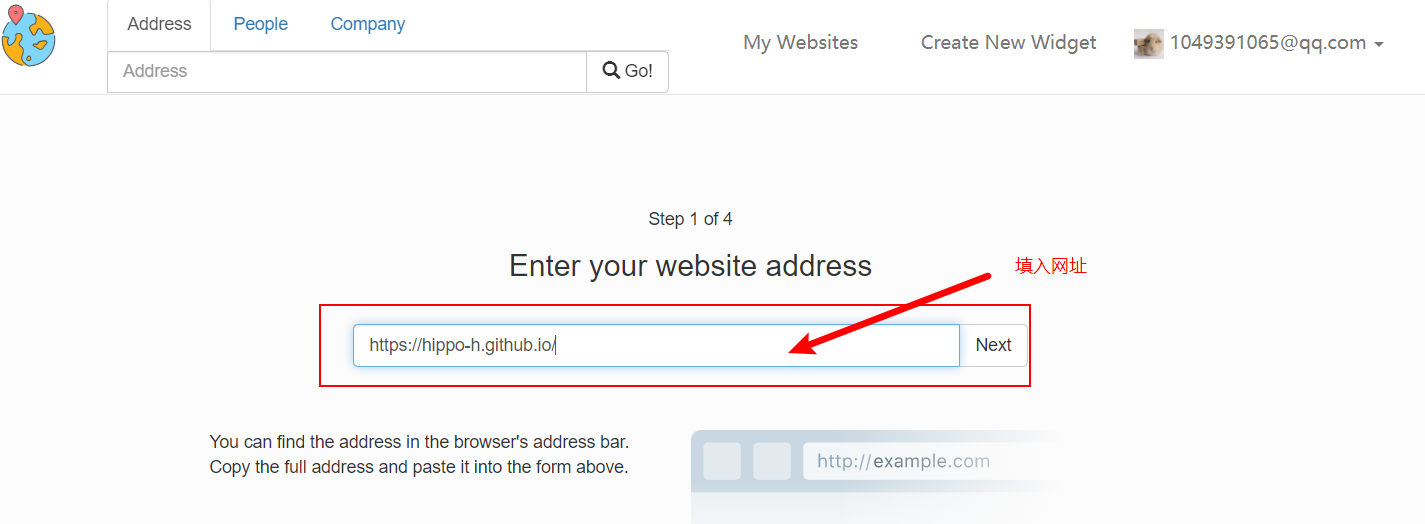 Address People Company
Address Go!
My Websites Create New Widget 1049391065@qq.com
Step 1 of 4
Enter your website address
填入网址
https://hippo-h.github.io/ Next
You can find the address in the browser's address bar.
Copy the full address and paste it into the form above.
http://example.com